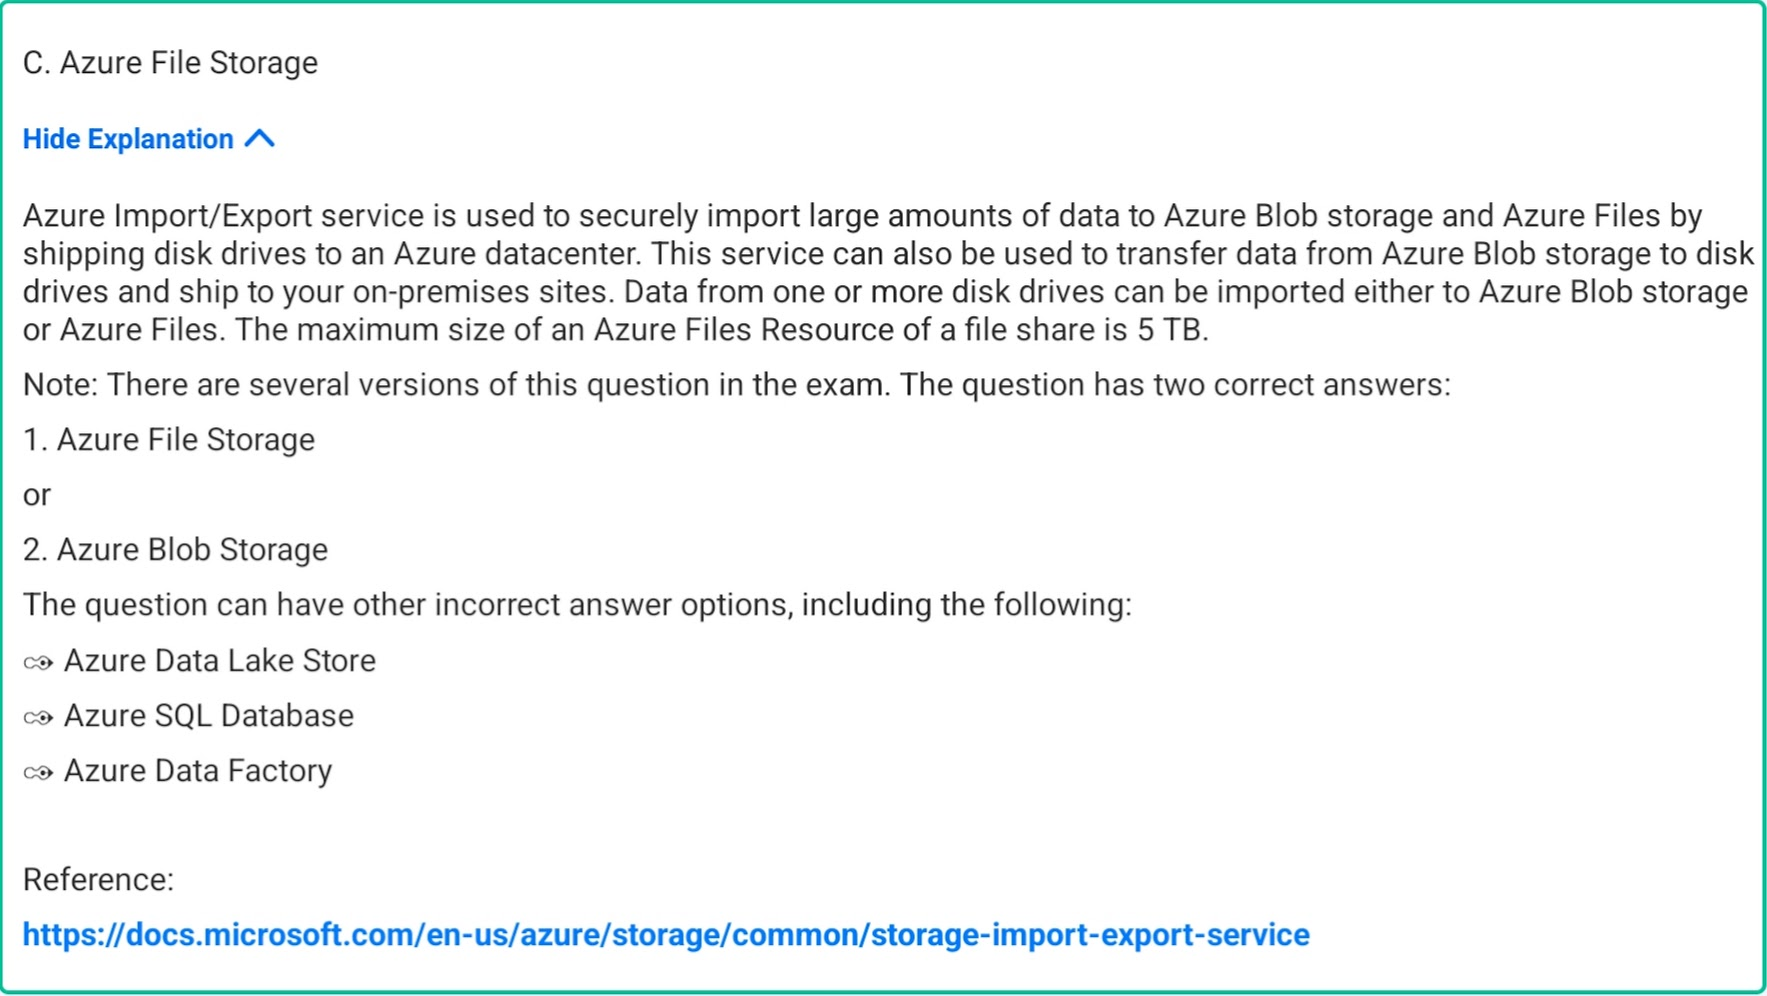 C. Azure File Storage
Hide Explanation
Azure Import/Export service is used to securely import large amounts of data to Azure Blob storage and Azure Files by
shipping disk drives to an Azure datacenter. This service can also be used to transfer data from Azure Blob storage to disk
drives and ship to your on-premises sites. Data from one or more disk drives can be imported either to Azure Blob storage
or Azure Files. The maximum size of an Azure Files Resource of a file share is 5 TB.
Note: There are several versions of this question in the exam. The question has two correct answers:
1. Azure File Storage
or
2. Azure Blob Storage
The question can have other incorrect answer options, including the following:
Azure Data Lake Store
Azure SQL Database
Azure Data Factory
Reference:
https://docs.microsoft.com/en-us/azure/storage/common/storage-import-export-service